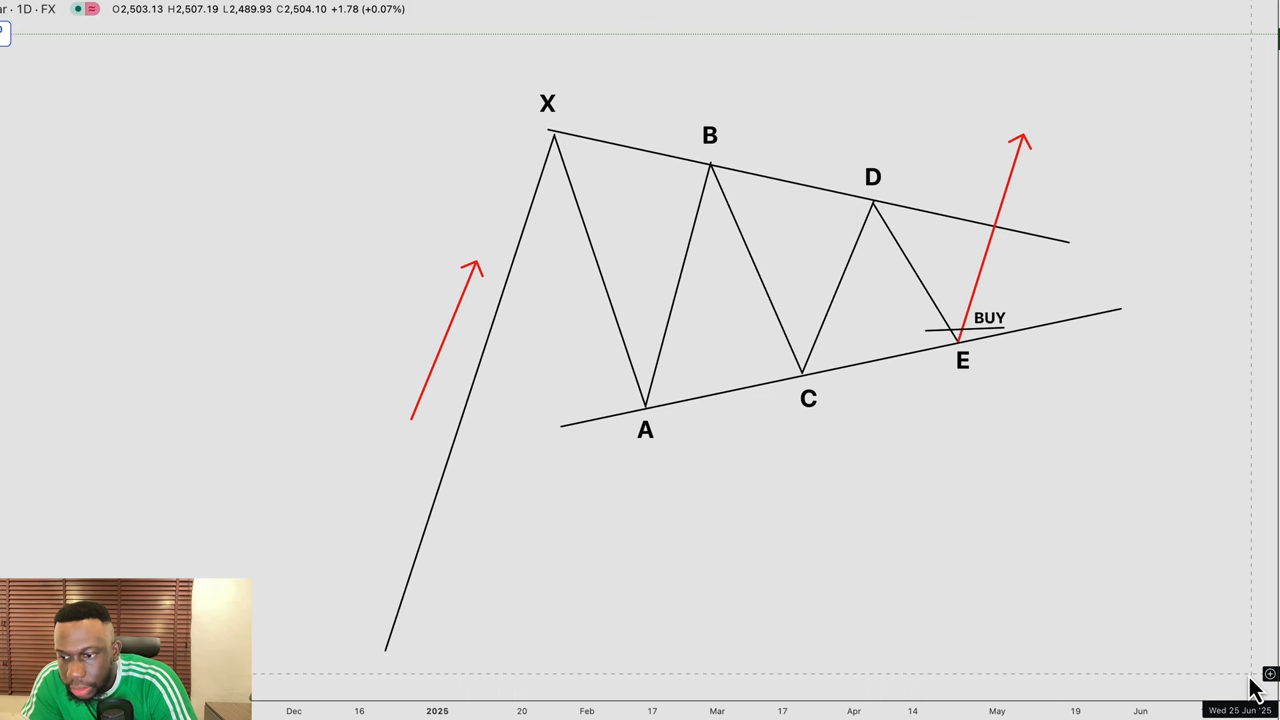 ar · 1D · FX
O2,503.13 H2,507.19 L2,489.93 C2,504.10 +1.78 (+0.07%)
X
B
D
BUY
E
C
A
Dec 16 2025 20 Feb 17 Mar 17 Apr 14 May 19 Jun
Wed 25 Jun '25